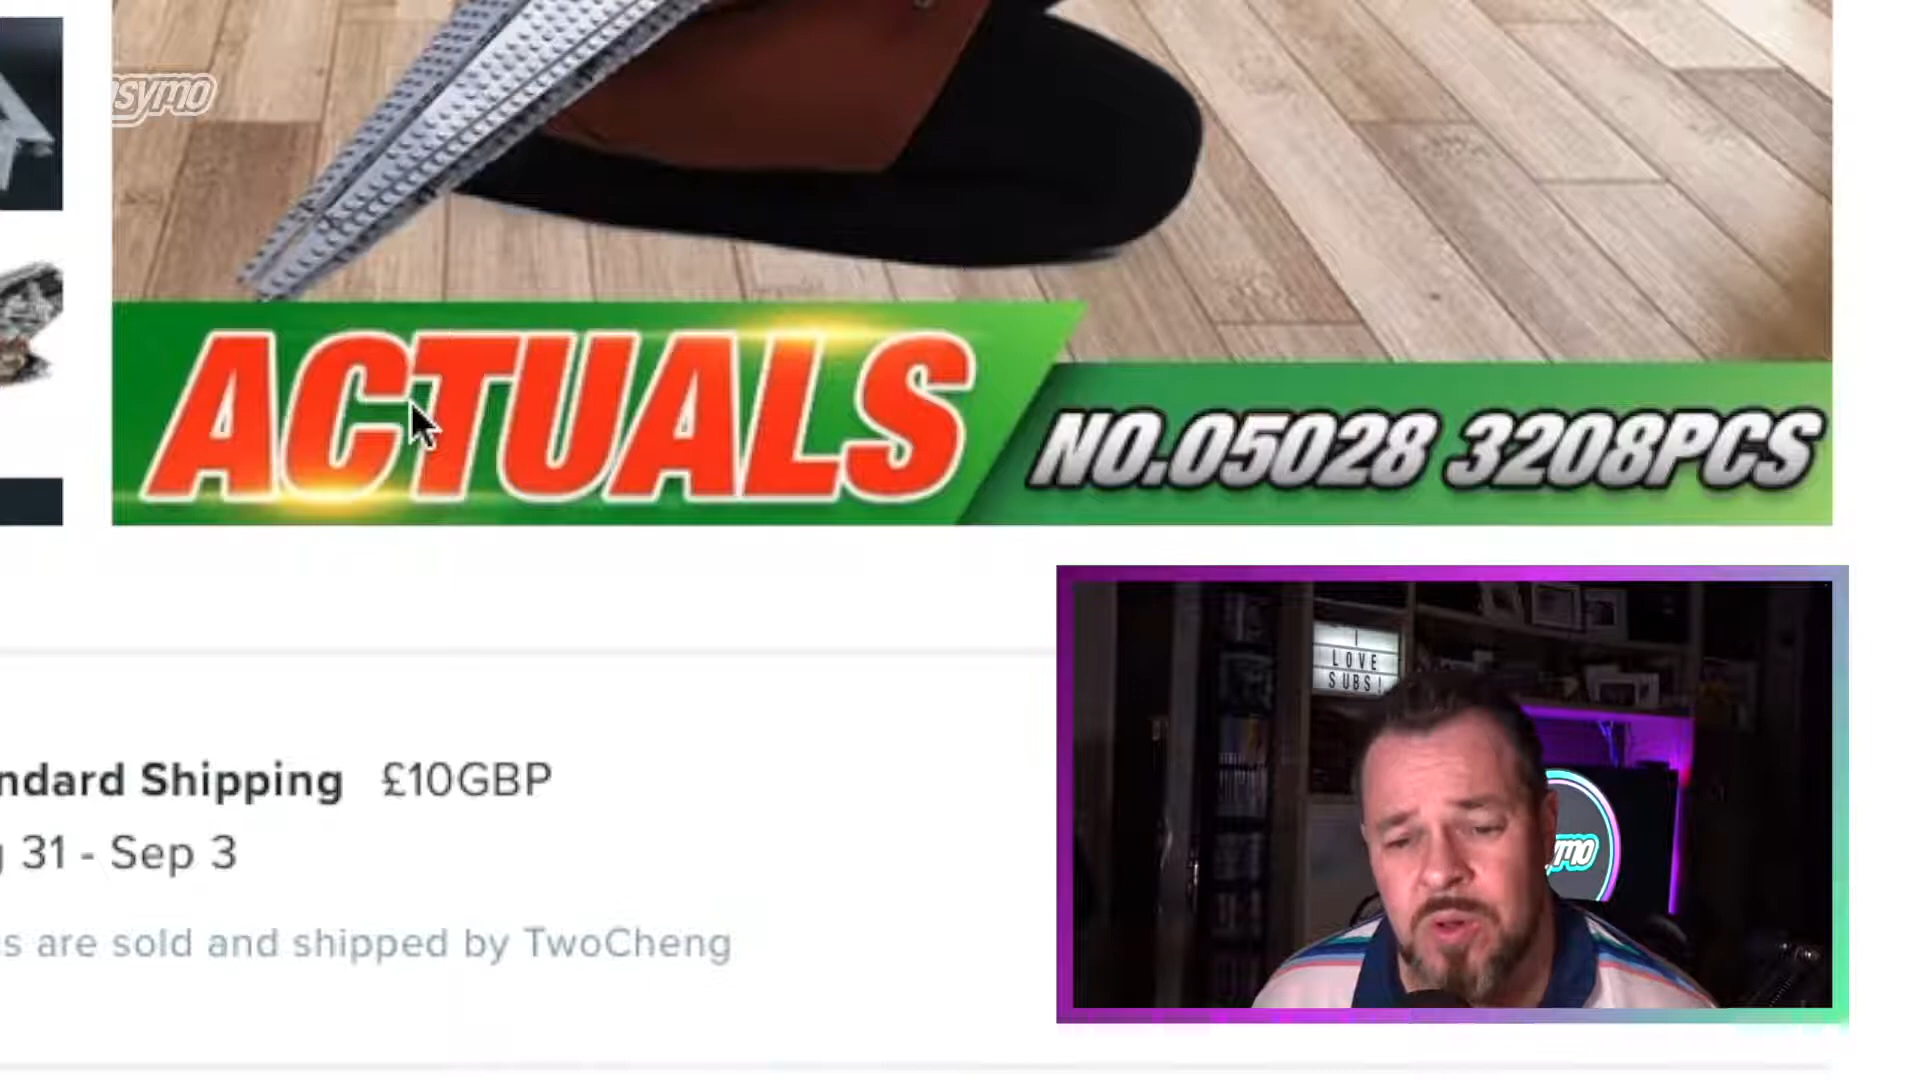 symo
ACTUALS
NO.05028 3208PCS
I
LOVE
SUBS!
ndard Shipping £10GBP
31 - Sep 3
s are sold and shipped by TwoCheng
ymo